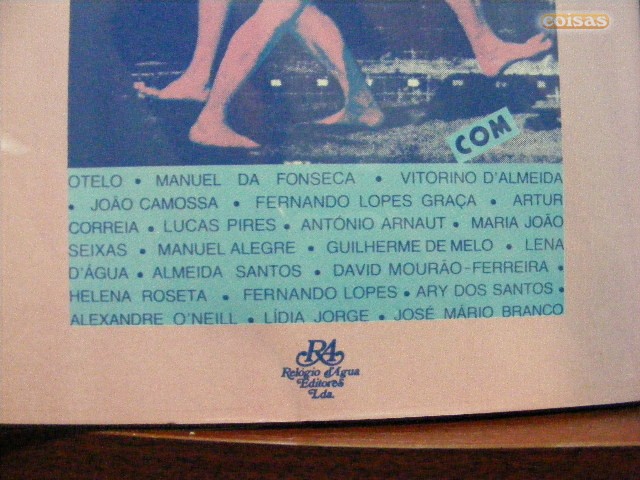 coisas
COM
OTELO • MANUEL DA FONSECA • VITORINO D'ALMEIDA
• JOÃO CAMOSSA • FERNANDO LOPES GRAÇA • ARTUR
CORREIA • LUCAS PIRES • ANTÓNIO ARNAUT • MARIA JOÃO
SEIXAS • MANUEL ALEGRE • GUILHERME DE MELO • LENA
D'ÁGUA • ALMEIDA SANTOS • DAVID MOURÃO-FERREIRA •
HELENA ROSETA • FERNANDO LOPES • ARY DOS SANTOS •
ALEXANDRE O'NEILL • LÍDIA JORGE • JOSÉ MÁRIO BRANCO
RA
Relógio d'Água
Editores
Lda.